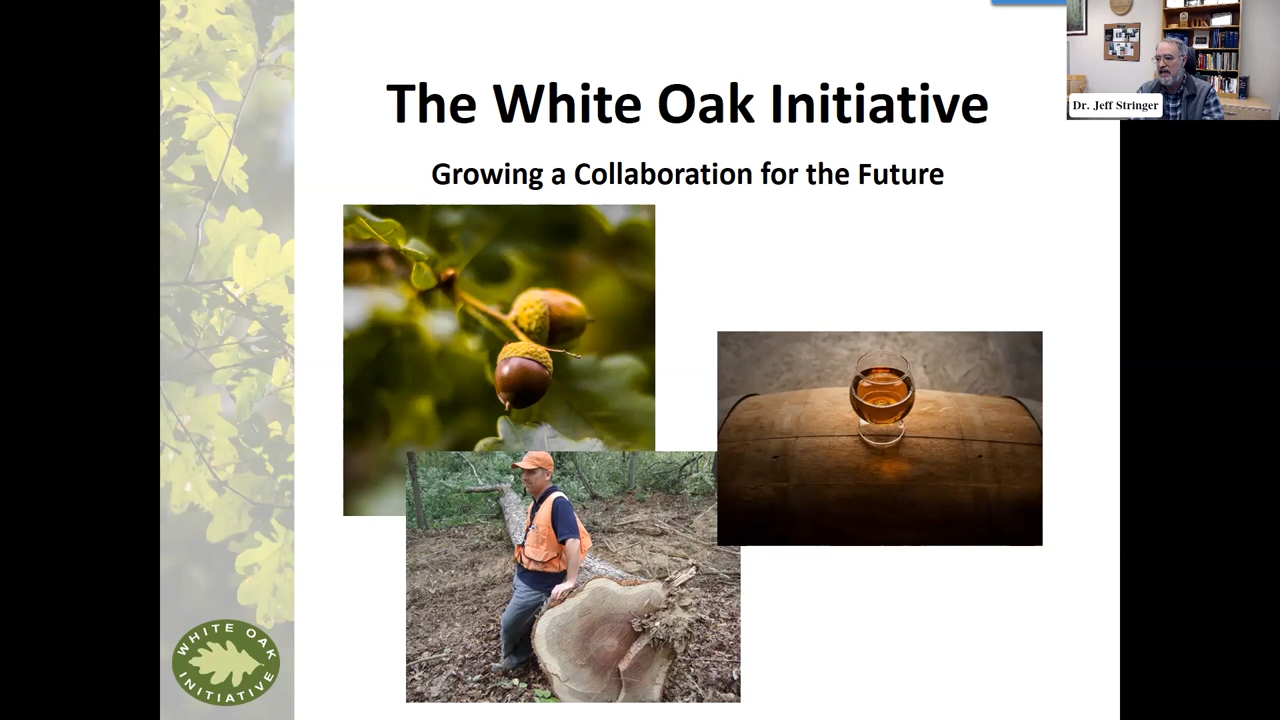 The White Oak Initiative
Growing a Collaboration for the Future
Dr. Jeff Stringer
WHITE OAK
INITIATIVE